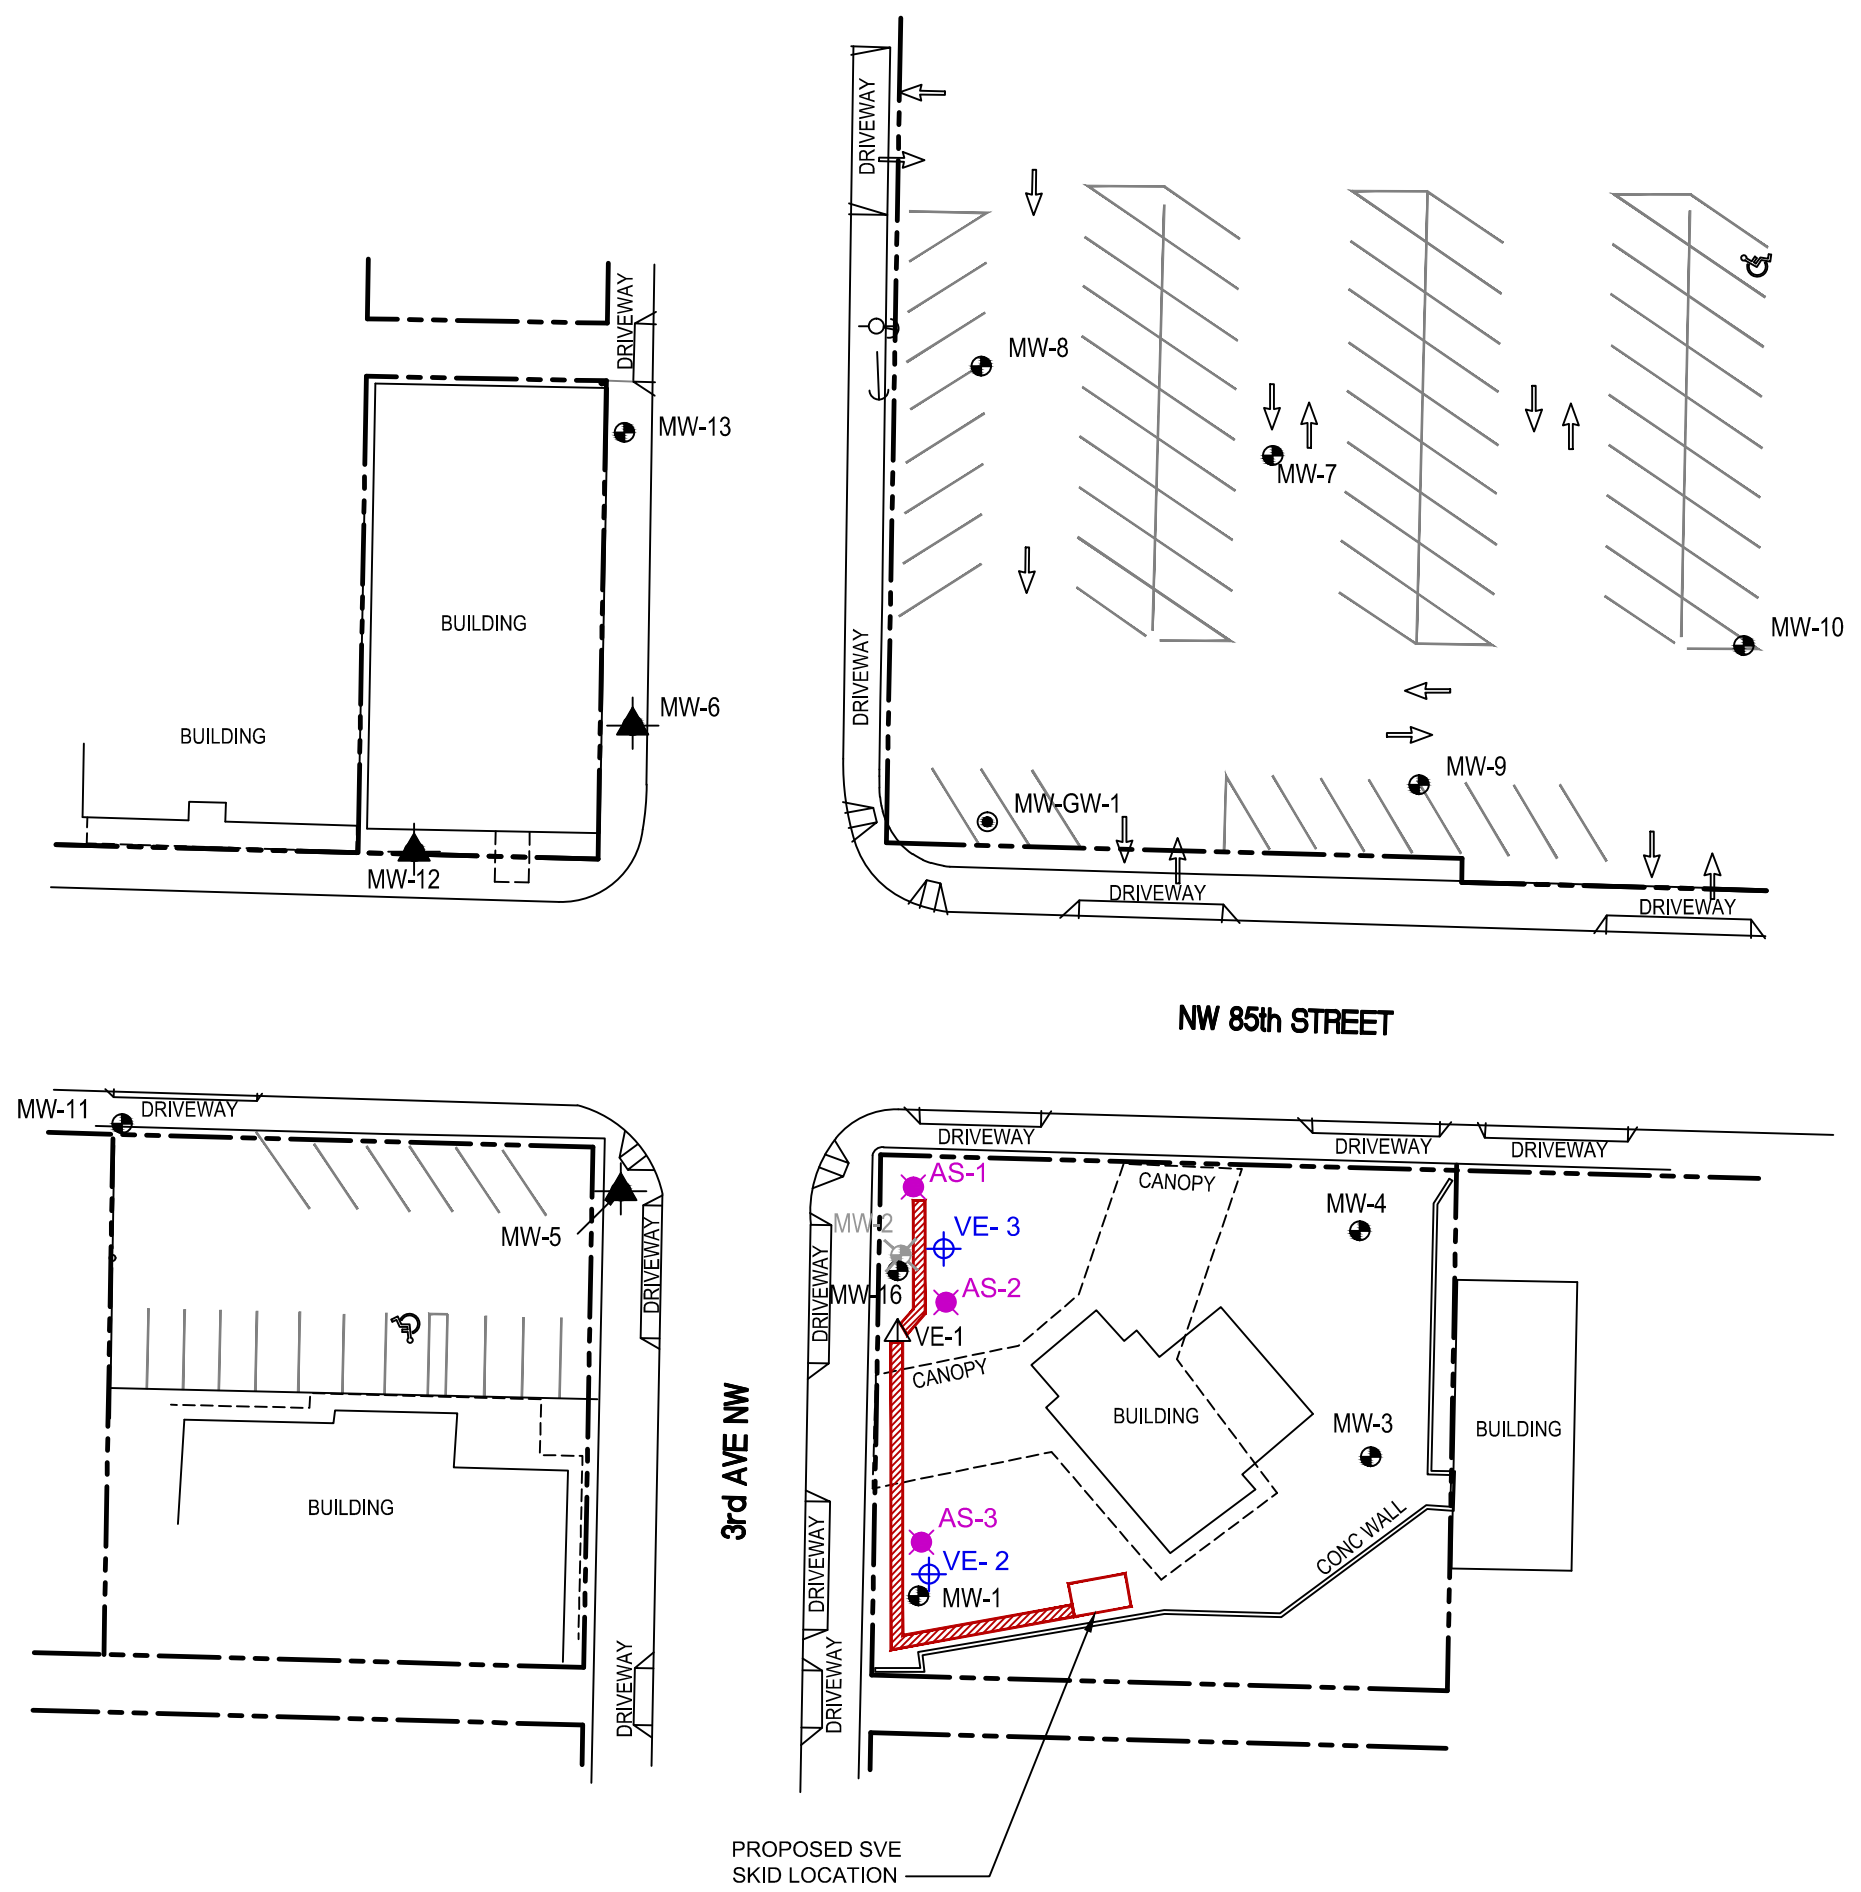 DRIVEWAY
DRIVEWAY
MW-8
MW-13
MW-7
BUILDING
MW-10
DRIVEWAY
MW-6
BUILDING
MW-9
MW-GW-1
MW-12
DRIVEWAY
DRIVEWAY
NW 85th STREET
MW-11
DRIVEWAY
DRIVEWAY
DRIVEWAY
DRIVEWAY
AS-1
CANOPY
MW-4
MW-2
VE- 3
MW-5
DRIVEWAY
DRIVEWAY
MW-16
AS-2
VE-1
CANOPY
3rd AVE NW
BUILDING
MW-3
BUILDING
BUILDING
AS-3
CONC WALL
DRIVEWAY
VE- 2
MW-1
DRIVEWAY
DRIVEWAY
PROPOSED SVE
SKID LOCATION